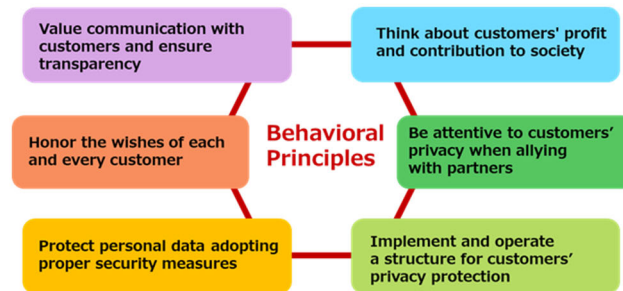 Value communication with
customers and ensure
transparency
Think about customers' profit
and contribution to society
Honor the wishes of each
and every customer
Behavioral
Principles
Be attentive to customers’
privacy when allying
with partners
Protect personal data adopting
proper security measures
Implement and operate
a structure for customers’
privacy protection